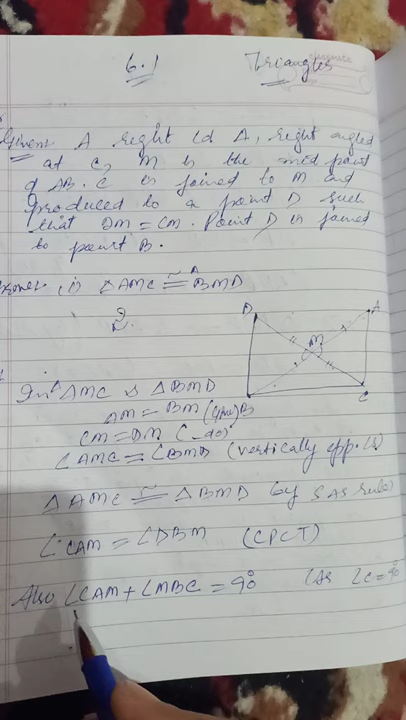 6.1 Triangles
Given A right ∠d Δ, right angled
at C, M is the mid point
of AB. C is joined to M and
produced to a point D such
that DM = CM. Point D is joined
to point B.
(i) ΔAMC ≅ ΔBMD
D A
M
In ΔAMC & ΔBMD
AM = BM (Given) B
C
CM = DM (-do)
∠AMC = ∠BMD (vertically opp. ∠s)
ΔAMC ≅ ΔBMD by SAS rule
∠CAM = ∠DBM (CPCT)
Also ∠CAM + ∠MBC = 90° (As ∠C = 90